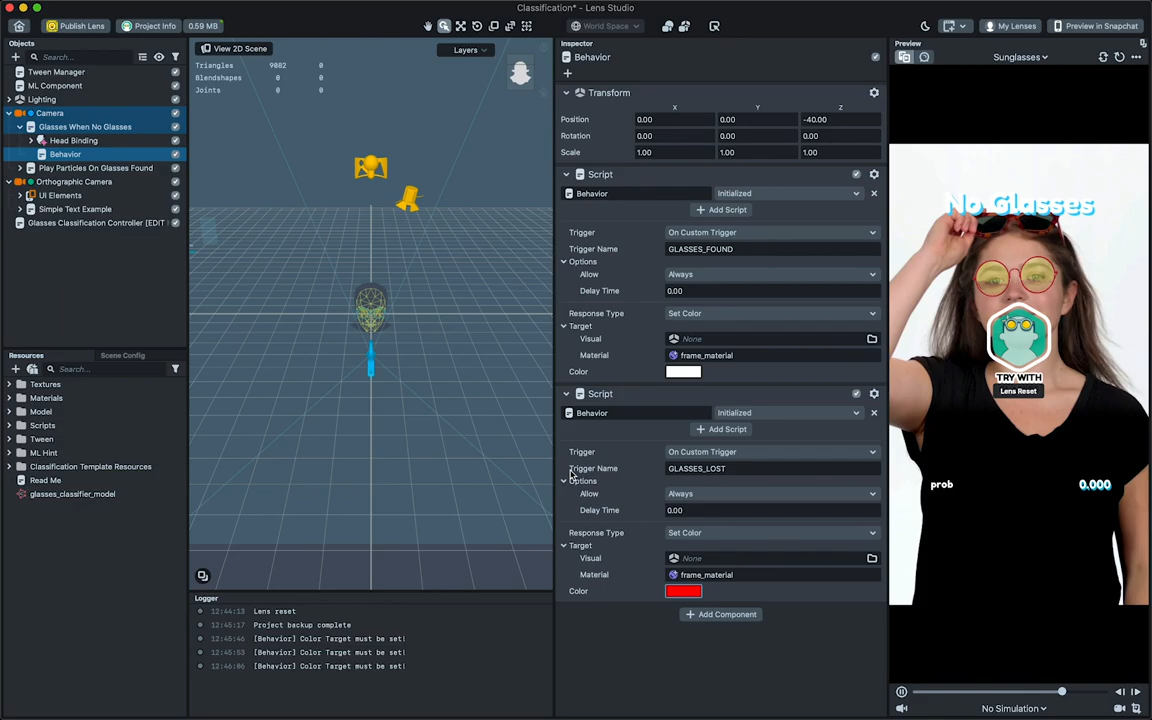 Classification* - Lens Studio
Publish Lens
Project Info
0.59 MB
World Space
My Lenses
Preview in Snapchat
Objects
Search...
Tween Manager
ML Component
Lighting
Camera
Glasses When No Glasses
Head Binding
Behavior
Play Particles On Glasses Found
Orthographic Camera
UI Elements
Simple Text Example
Glasses Classification Controller [EDIT
Resources
Scene Config
Search...
Textures
Materials
Model
Scripts
Tween
ML Hint
Classification Template Resources
Read Me
glasses_classifier_model
View 2D Scene
Layers
Triangles 9082 0
Blendshapes 0 0
Joints 0 0
Logger
12:44:13 Lens reset
12:45:17 Project backup complete
12:45:46 [Behavior] Color Target must be set!
12:45:53 [Behavior] Color Target must be set!
12:46:06 [Behavior] Color Target must be set!
Inspector
Behavior
Transform
X Y Z
Position 0.00 0.00 -40.00
Rotation 0.00 0.00 0.00
Scale 1.00 1.00 1.00
Script
Behavior Initialized
+ Add Script
Trigger On Custom Trigger
Trigger Name GLASSES_FOUND
Options
Allow Always
Delay Time 0.00
Response Type Set Color
Target
Visual None
Material frame_material
Color
Script
Behavior Initialized
+ Add Script
Trigger On Custom Trigger
Trigger Name GLASSES_LOST
Options
Allow Always
Delay Time 0.00
Response Type Set Color
Target
Visual None
Material frame_material
Color
+ Add Component
Preview
Sunglasses
No Glasses
TRY WITH
Lens Reset
prob 0.000
No Simulation